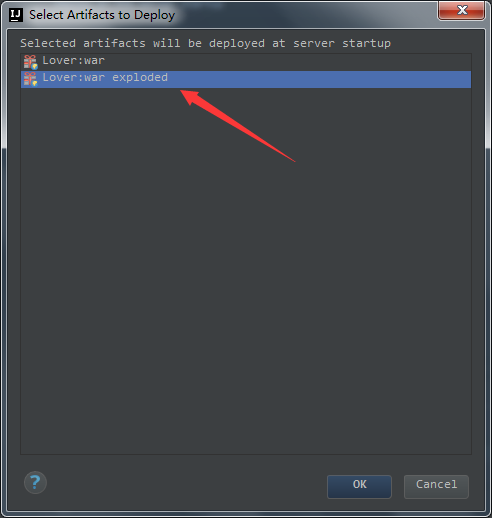 IJ Select Artifacts to Deploy
Selected artifacts will be deployed at server startup
Lover:war
Lover:war exploded
?
OK
Cancel